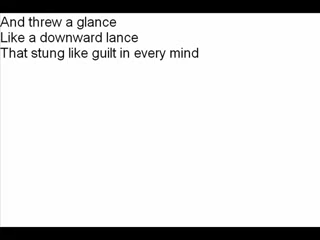 And threw a glance
Like a downward lance
That stung like guilt in every mind